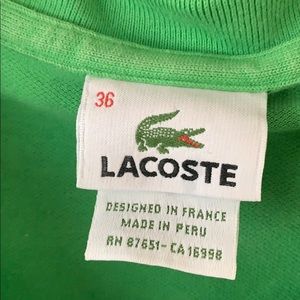 36
LACOSTE
DESIGNED IN FRANCE
MADE IN PERU
RN 87651-CA 16998